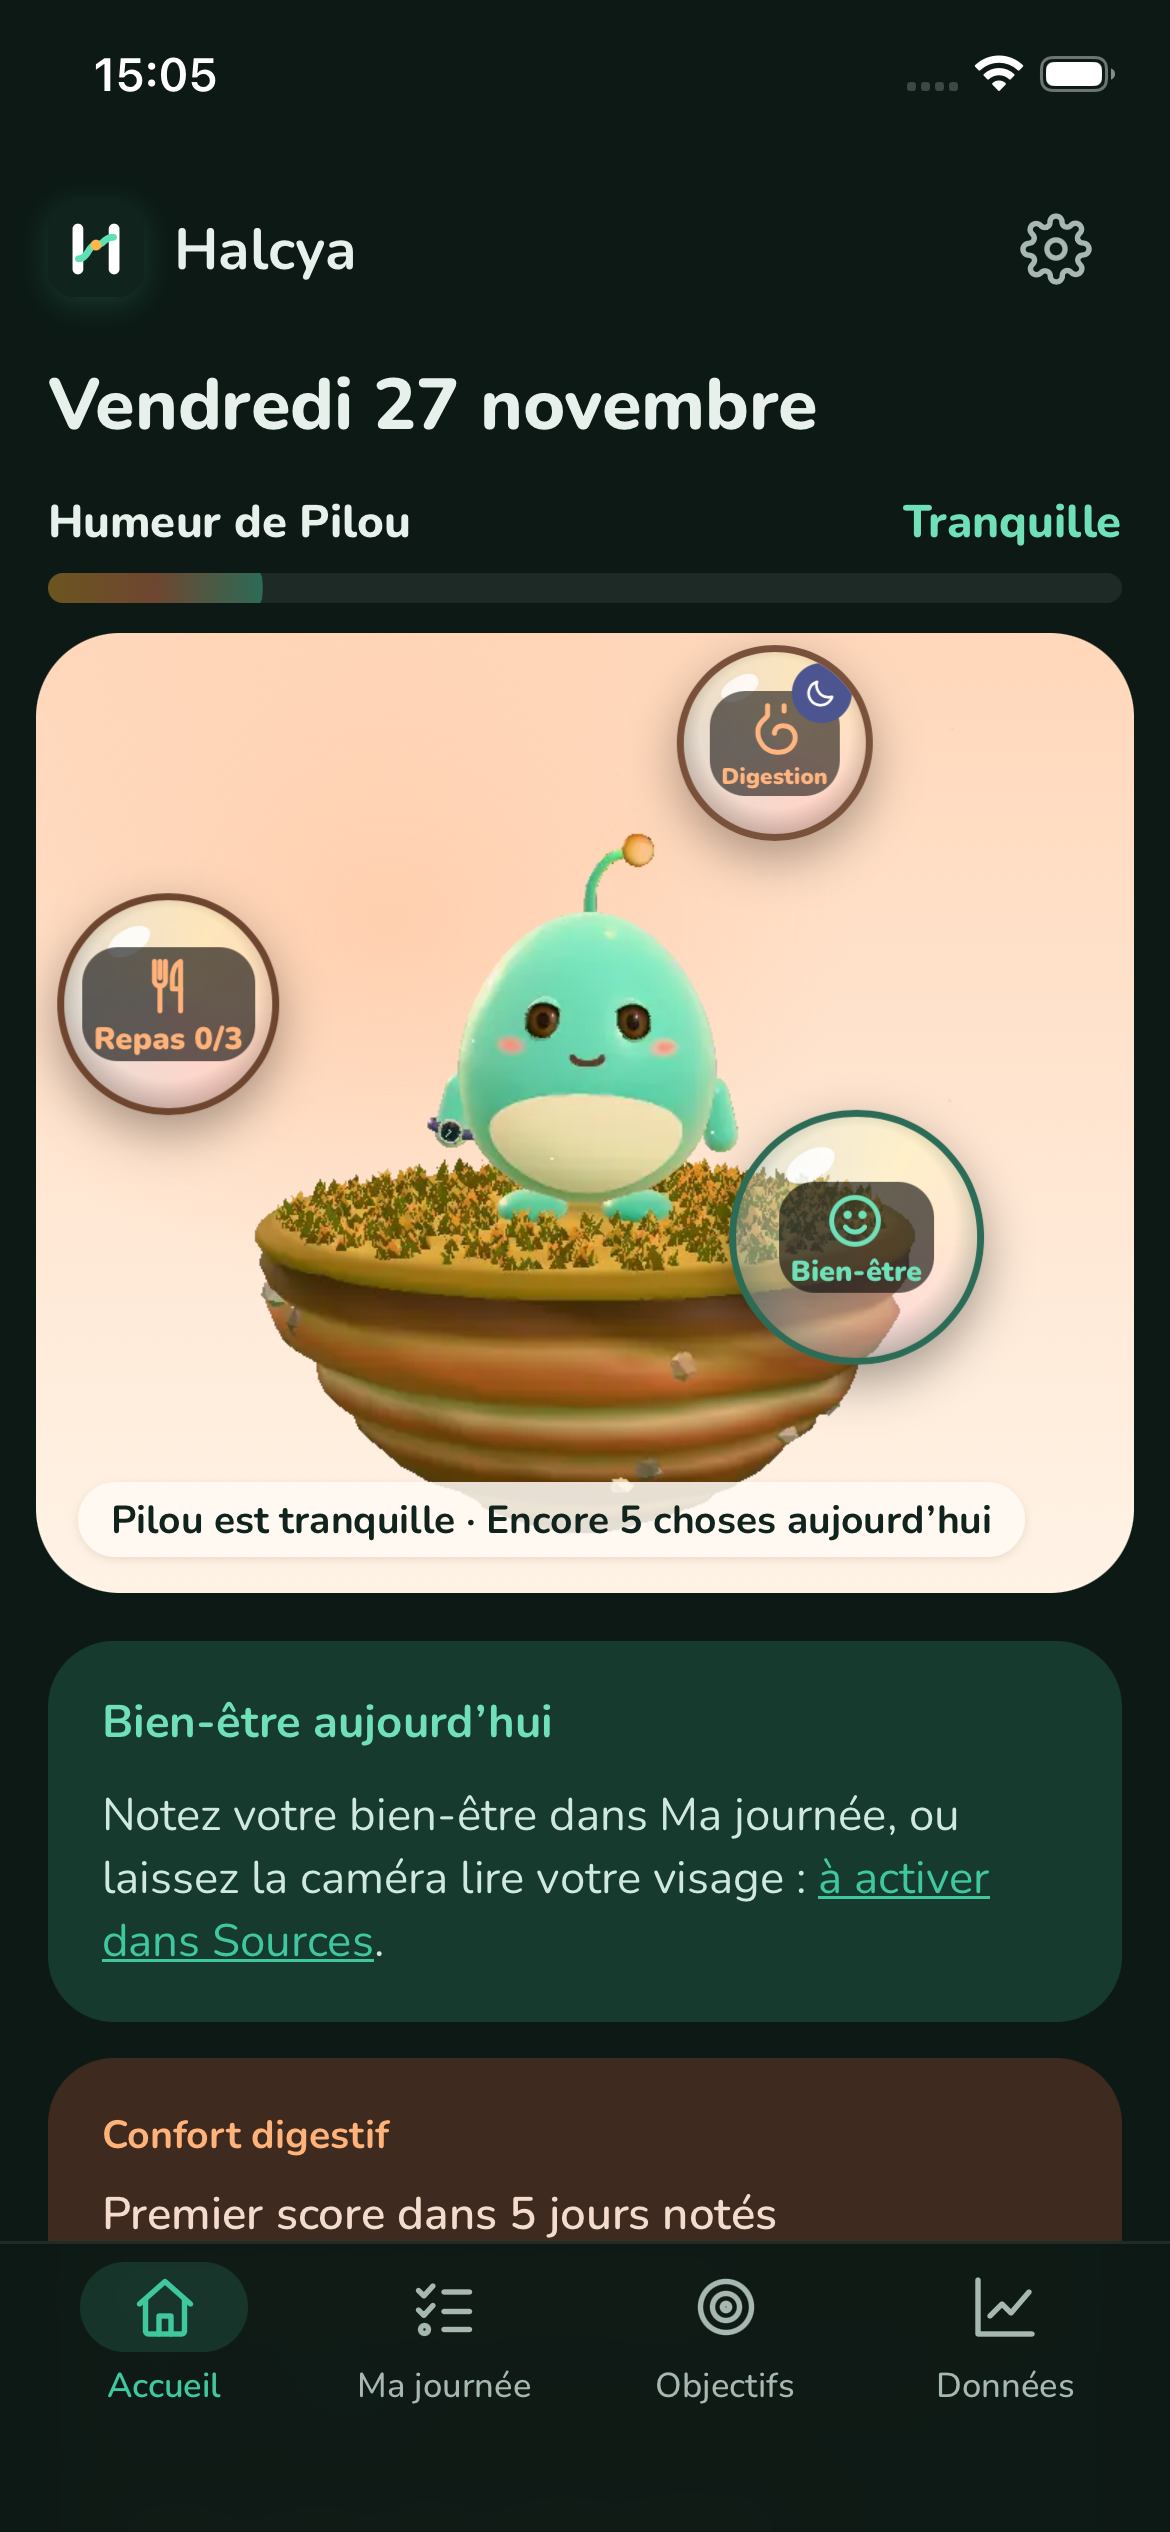 15:05
Halcya
Vendredi 27 novembre
Humeur de Pilou
Tranquille
Digestion
Repas 0/3
Bien-être
Pilou est tranquille · Encore 5 choses aujourd’hui
Bien-être aujourd’hui
Notez votre bien-être dans Ma journée, ou
laissez la caméra lire votre visage : à activer
dans Sources.
Confort digestif
Premier score dans 5 jours notés
Accueil
Ma journée
Objectifs
Données